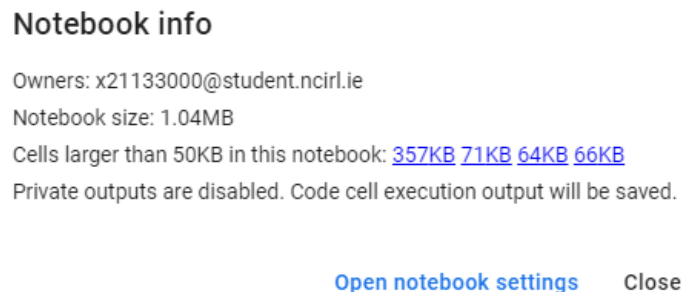 Notebook info
Owners: x21133000@student.ncirl.ie
Notebook size: 1.04MB
Cells larger than 50KB in this notebook: 357KB 71KB 64KB 66KB
Private outputs are disabled. Code cell execution output will be saved.
Open notebook settings Close